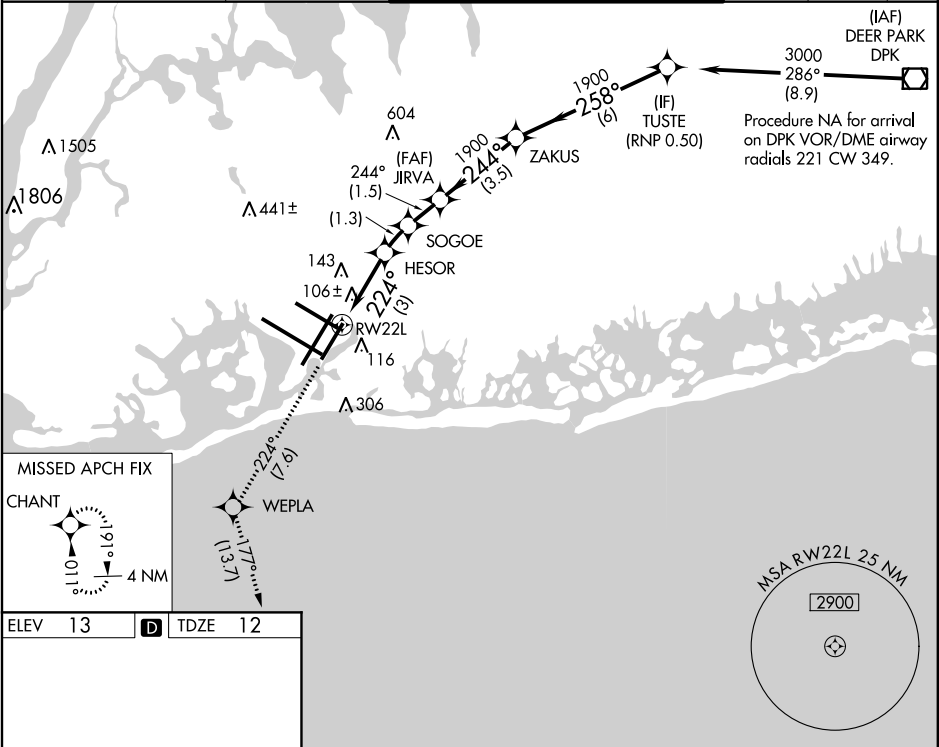 (IAF)
DEER PARK
DPK
3000
286°
(8.9)
Procedure NA for arrival
on DPK VOR/DME airway
radials 221 CW 349.
1900
258°
(6)
(IF)
TUSTE
(RNP 0.50)
ZAKUS
1900
244°
(3.5)
604
(FAF)
JIRVA
244°
(1.5)
(1.3)
SOGOE
HESOR
1505
1806
441±
143
106±
224°
(3)
RW22L
116
306
224°
(7.6)
WEPLA
177°
(13.7)
MISSED APCH FIX
CHANT
191°
011°
4 NM
MSA RW22L 25 NM
2900
ELEV 13 D TDZE 12